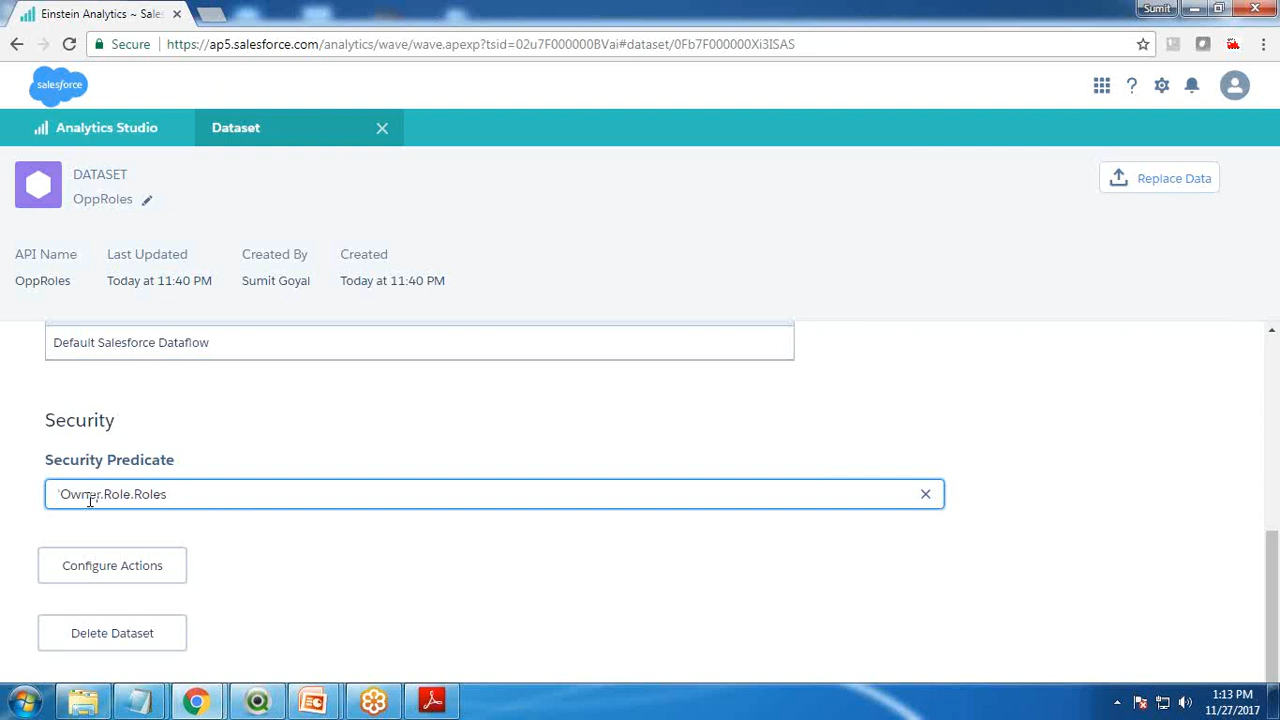 Einstein Analytics ~ Sales
Sumit
Secure
https://ap5.salesforce.com/analytics/wave/wave.apexp?tsid=02u7F000000BVai#dataset/0Fb7F000000Xi3ISAS
salesforce
Analytics Studio
Dataset
DATASET
OppRoles
Replace Data
API Name Last Updated Created By Created
OppRoles Today at 11:40 PM Sumit Goyal Today at 11:40 PM
Default Salesforce Dataflow
Security
Security Predicate
'Owner.Role.Roles
Configure Actions
Delete Dataset
1:13 PM
11/27/2017